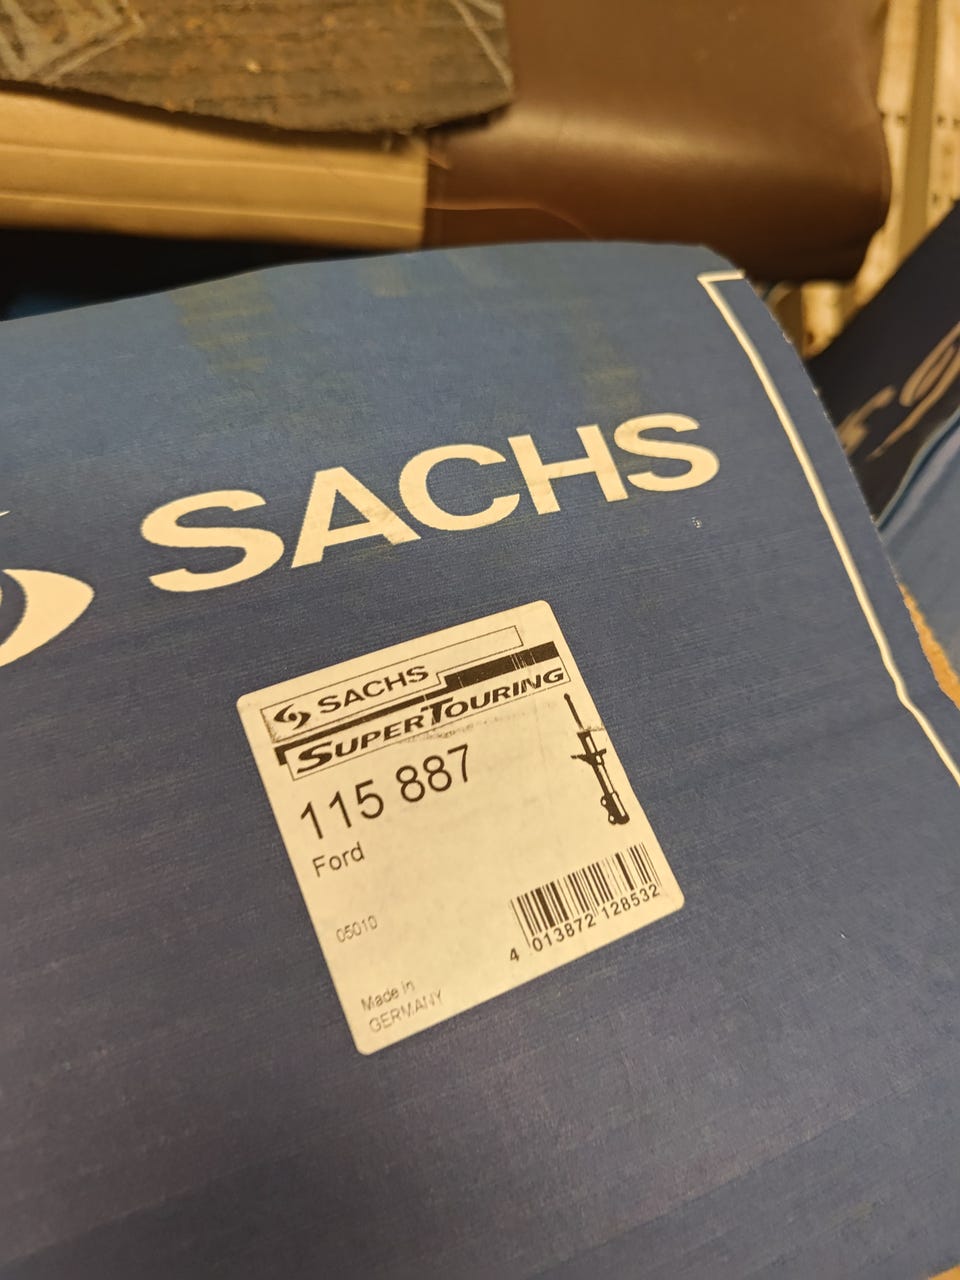 SACHS
SACHS
SUPERTOURING
115 887
Ford
05010
4 013872 128532
Made in
GERMANY